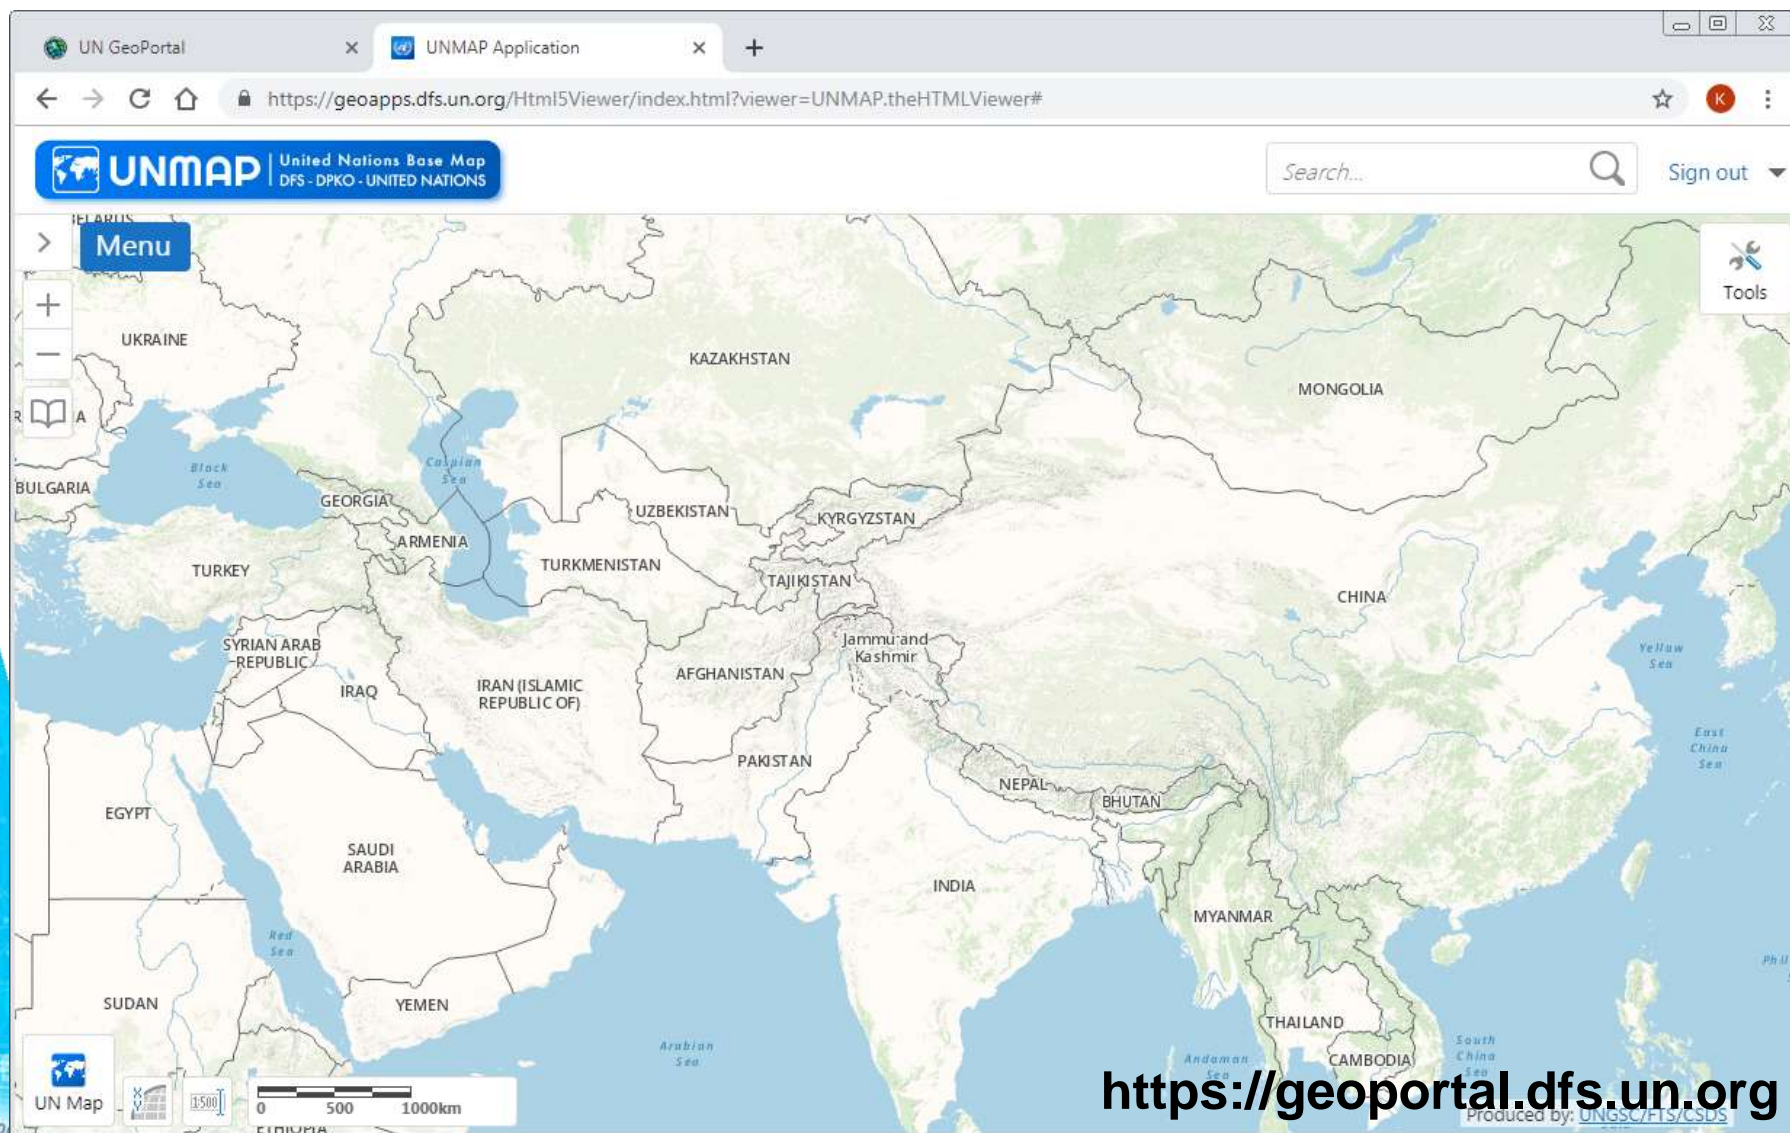 UN GeoPortal
UNMAP Application
https://geoapps.dfs.un.org/Html5Viewer/index.html?viewer=UNMAP.theHTMLViewer#
K
UNMAP
United Nations Base Map
DFS - DPKO - UNITED NATIONS
Search...
Sign out
Menu
Tools
UKRAINE
KAZAKHSTAN
MONGOLIA
Black
Sea
Caspian
Sea
BULGARIA
GEORGIA
UZBEKISTAN
KYRGYZSTAN
ARMENIA
TURKEY
TURKMENISTAN
TAJIKISTAN
CHINA
SYRIAN ARAB
REPUBLIC
Jammu and
Kashmir
Yellow
Sea
IRAQ
IRAN (ISLAMIC
REPUBLIC OF)
AFGHANISTAN
East
China
Sea
PAKISTAN
NEPAL
BHUTAN
EGYPT
SAUDI
ARABIA
INDIA
MYANMAR
Red
Sea
SUDAN
YEMEN
THAILAND
Arabian
Sea
Andaman
Sea
CAMBODIA
South
China
Sea
UN Map
X
Y
1:500
0 500 1000km
ETHIOPIA
https://geoportal.dfs.un.org
Produced by: UNGSC/FTS/CSDS